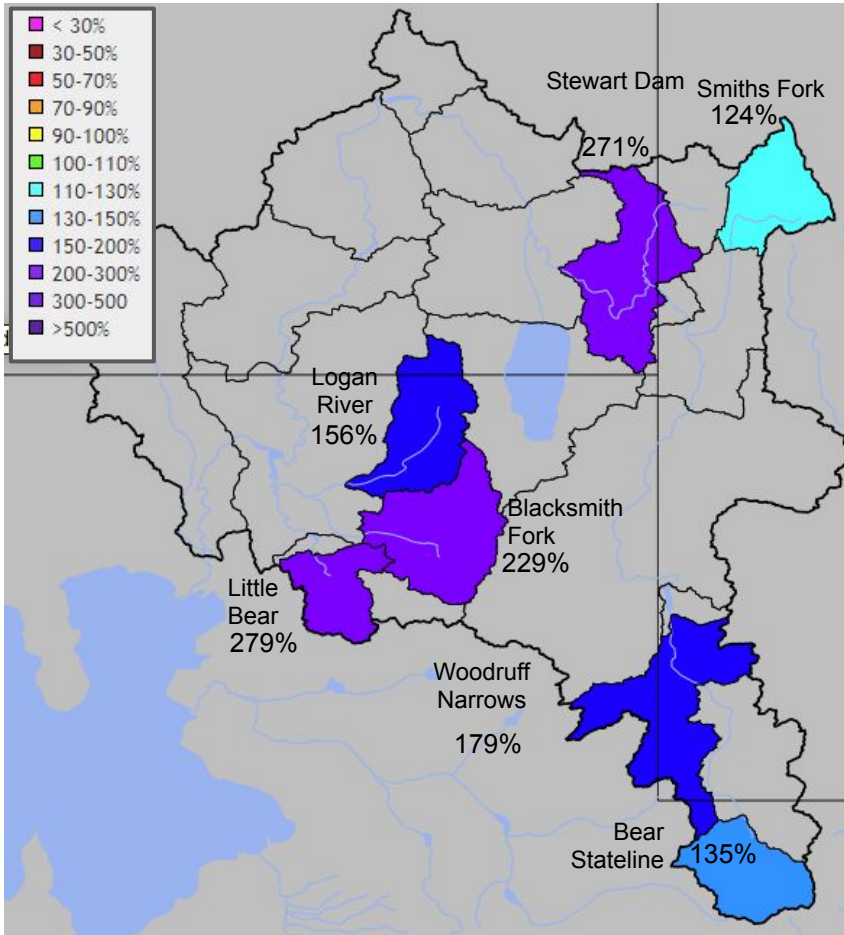 < 30%
30-50%
50-70%
70-90%
90-100%
100-110%
110-130%
130-150%
150-200%
200-300%
300-500
>500%
Stewart Dam
271%
Smiths Fork
124%
Logan
River
156%
Blacksmith
Fork
229%
Little
Bear
279%
Woodruff
Narrows
179%
Bear
Stateline
135%